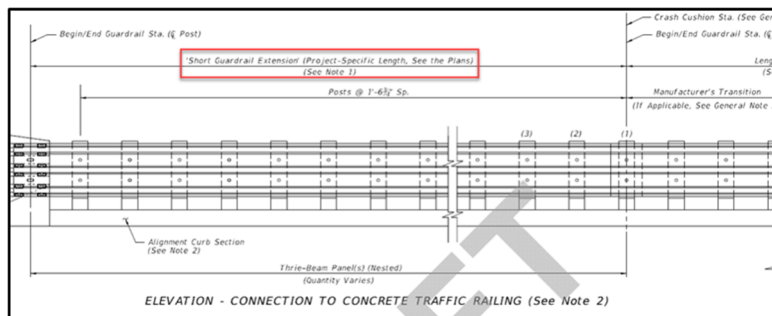 Crash Cushion Sta. (See Gen
Begin/End Guardrail Sta. (℄ Post)
Begin/End Guardrail Sta. (℄
'Short Guardrail Extension' (Project-Specific Length, See the Plans)
(See Note 1)
Leng
(S
Posts @ 1'-6¾" Sp.
Manufacturer's Transition
(If Applicable, See General Note
(3) (2) (1)
Alignment Curb Section
(See Note 2)
Thrie-Beam Panel(s) (Nested)
(Quantity Varies)
ELEVATION - CONNECTION TO CONCRETE TRAFFIC RAILING (See Note 2)